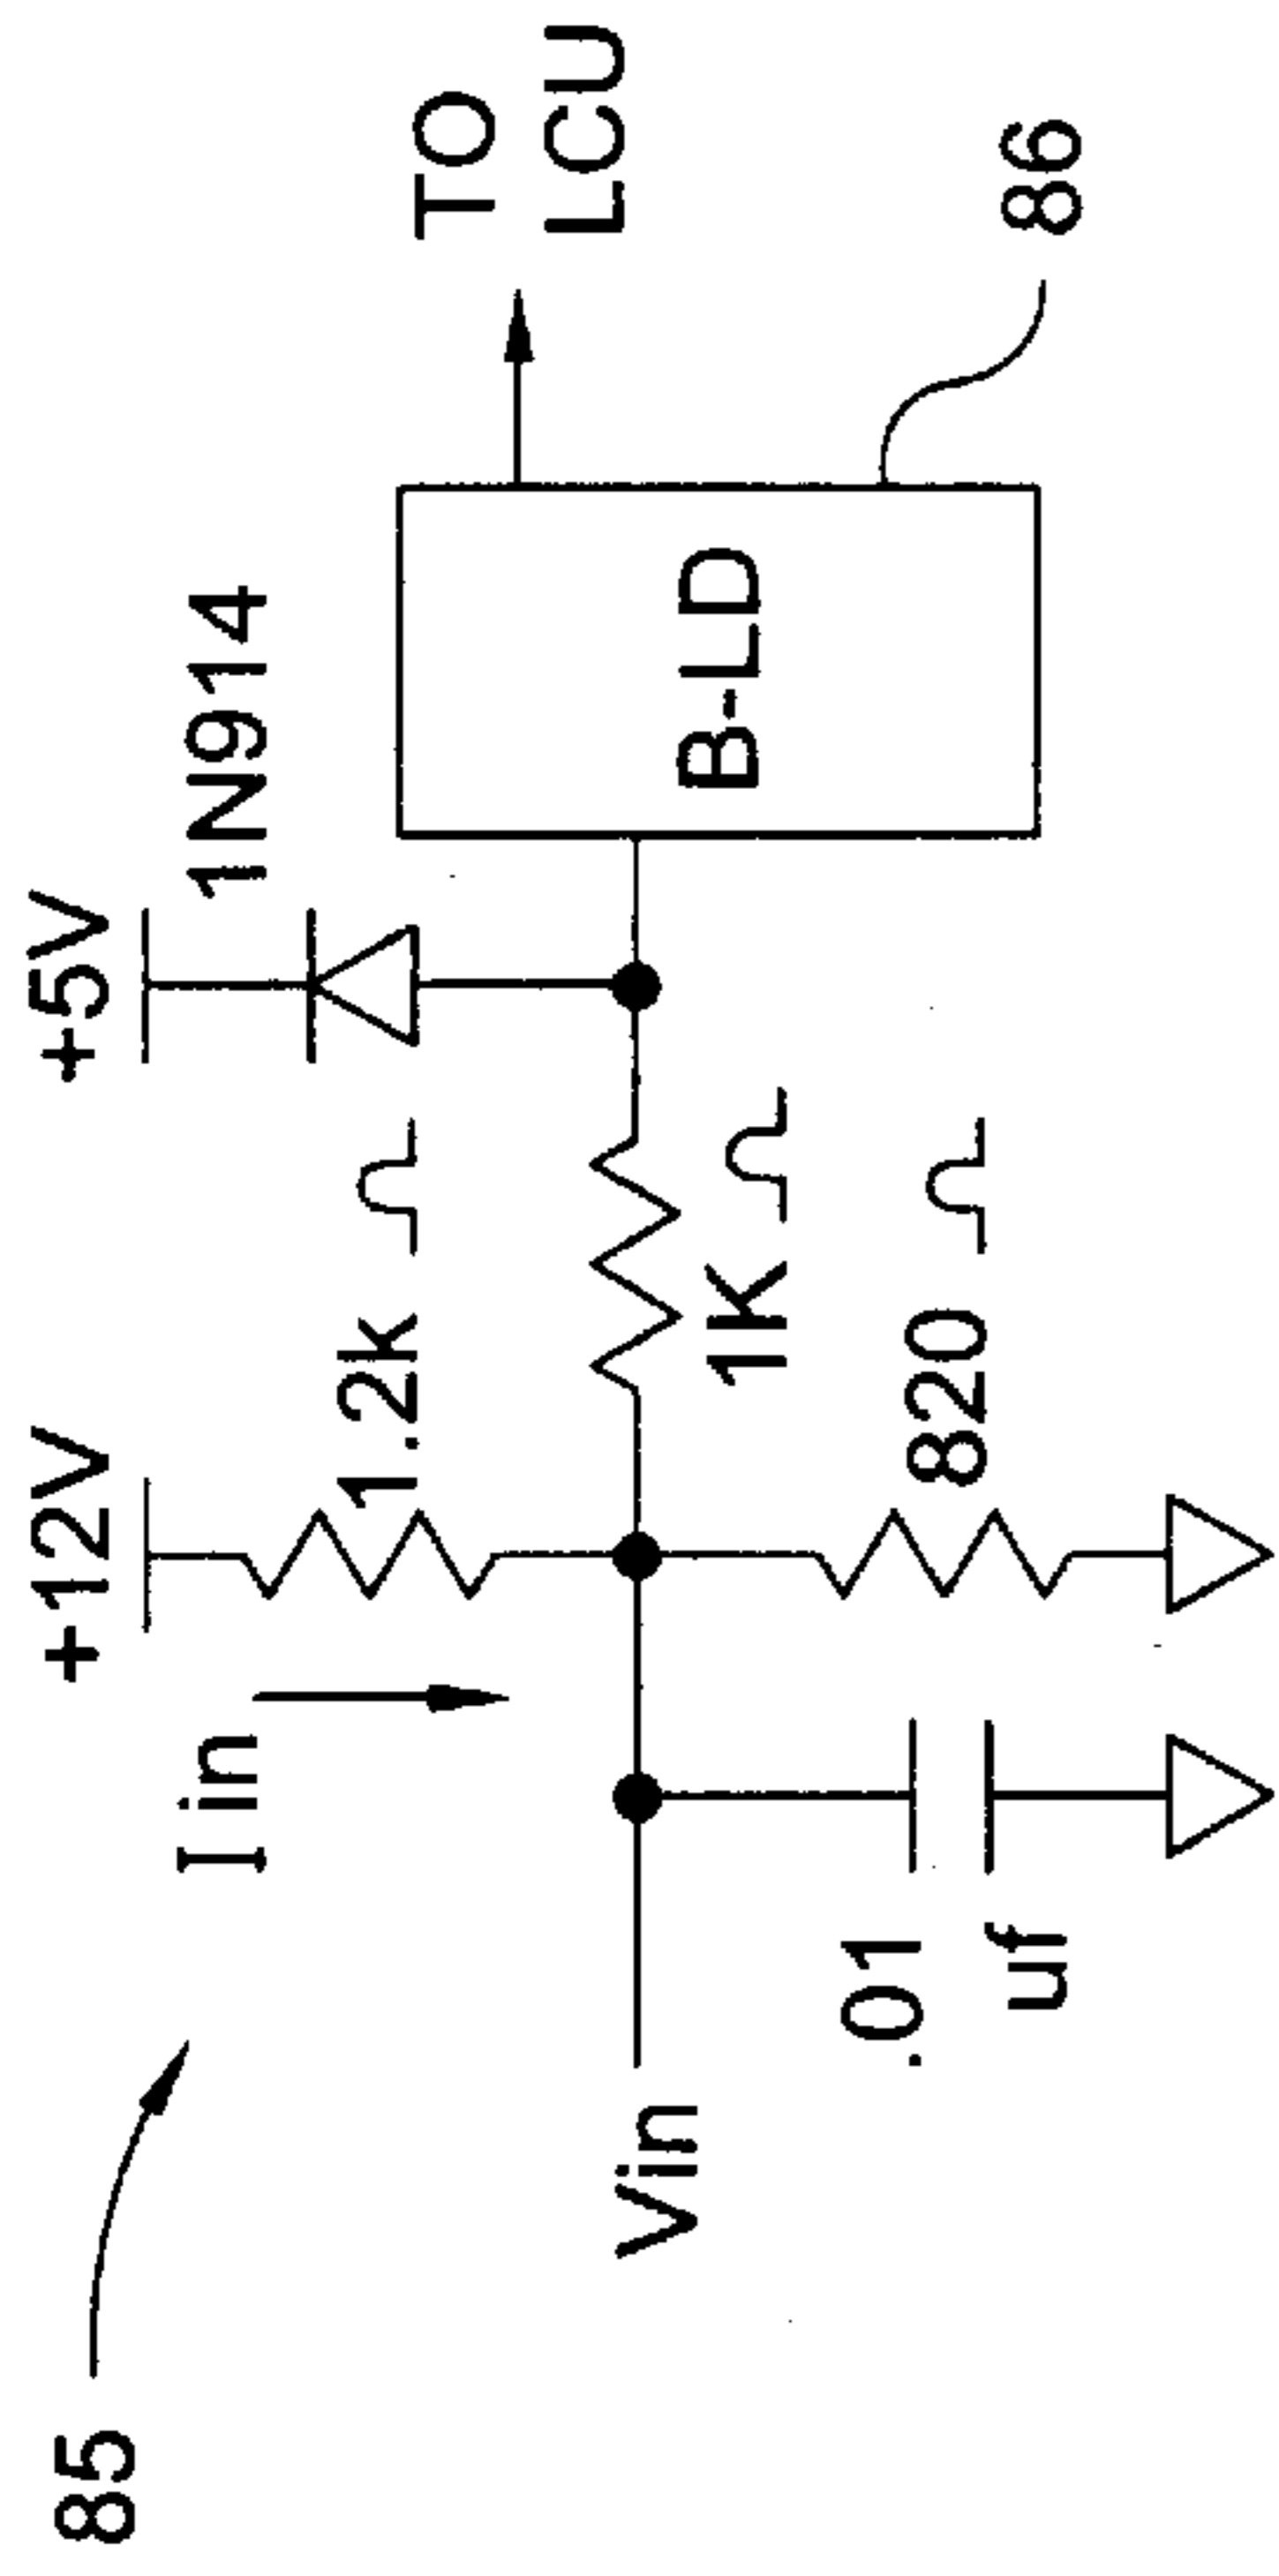 85
I in
+12V
+5V
1N914
1.2k Ω
1K Ω
820 Ω
Vin
.01
uf
B-LD
TO
LCU
86